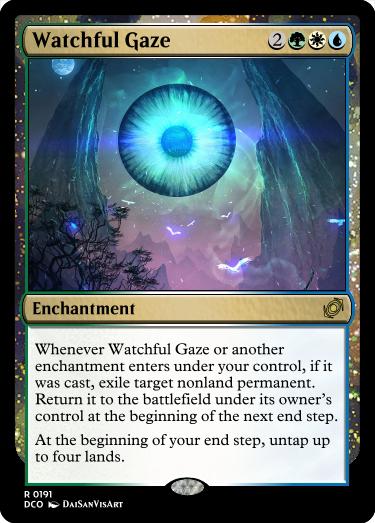 Watchful Gaze 2
Enchantment
Whenever Watchful Gaze or another
enchantment enters under your control, if it
was cast, exile target nonland permanent.
Return it to the battlefield under its owner's
control at the beginning of the next end step.
At the beginning of your end step, untap up
to four lands.
R 0191
DCO DaiSanVisArt